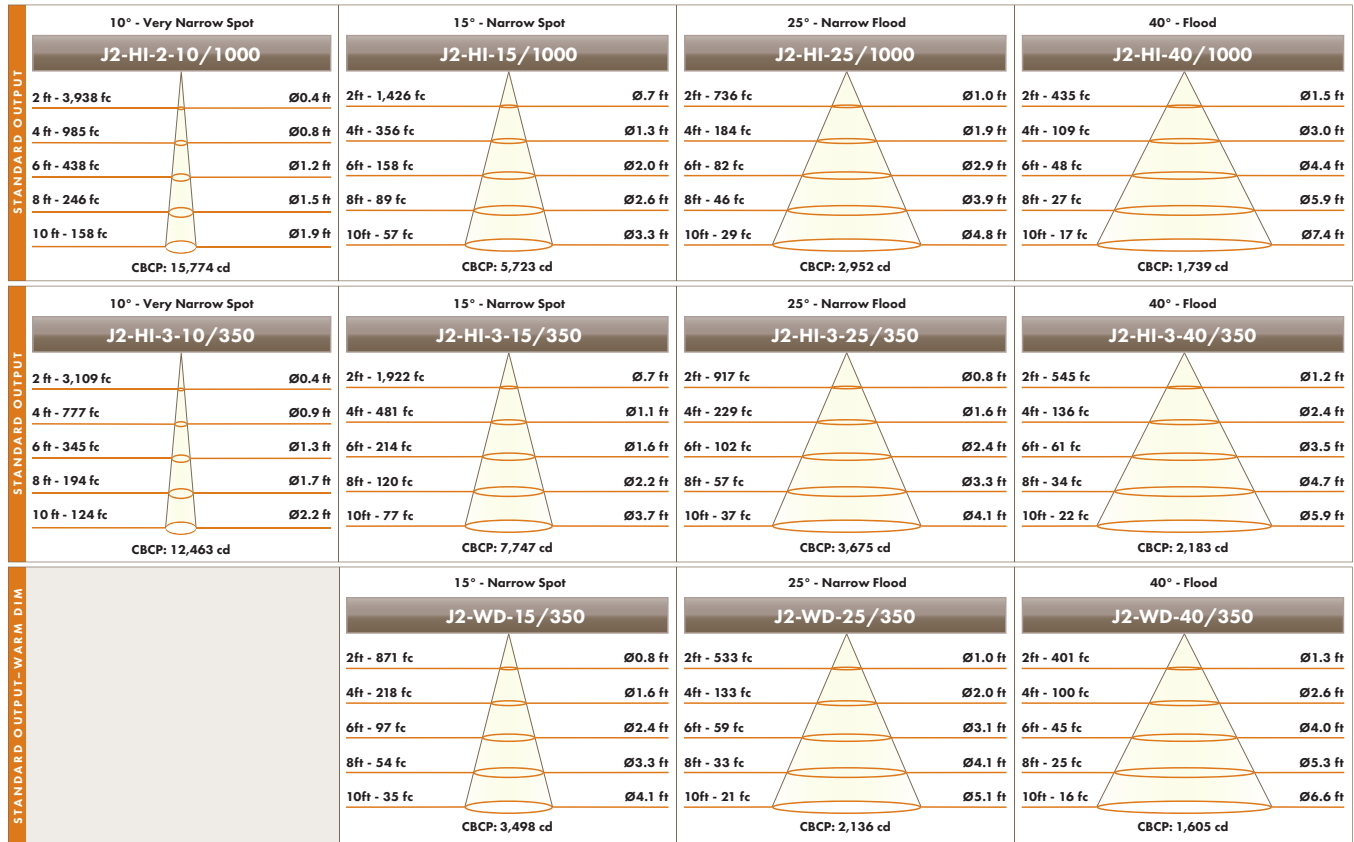 STANDARD OUTPUT
10° - Very Narrow Spot
J2-HI-2-10/1000
2 ft - 3,938 fc Ø0.4 ft
4 ft - 985 fc Ø0.8 ft
6 ft - 438 fc Ø1.2 ft
8 ft - 246 fc Ø1.5 ft
10 ft - 158 fc Ø1.9 ft
CBCP: 15,774 cd
15° - Narrow Spot
J2-HI-15/1000
2ft - 1,426 fc Ø.7 ft
4ft - 356 fc Ø1.3 ft
6ft - 158 fc Ø2.0 ft
8ft - 89 fc Ø2.6 ft
10ft - 57 fc Ø3.3 ft
CBCP: 5,723 cd
25° - Narrow Flood
J2-HI-25/1000
2ft - 736 fc Ø1.0 ft
4ft - 184 fc Ø1.9 ft
6ft - 82 fc Ø2.9 ft
8ft - 46 fc Ø3.9 ft
10ft - 29 fc Ø4.8 ft
CBCP: 2,952 cd
40° - Flood
J2-HI-40/1000
2ft - 435 fc Ø1.5 ft
4ft - 109 fc Ø3.0 ft
6ft - 48 fc Ø4.4 ft
8ft - 27 fc Ø5.9 ft
10ft - 17 fc Ø7.4 ft
CBCP: 1,739 cd
STANDARD OUTPUT
10° - Very Narrow Spot
J2-HI-3-10/350
2 ft - 3,109 fc Ø0.4 ft
4 ft - 777 fc Ø0.9 ft
6 ft - 345 fc Ø1.3 ft
8 ft - 194 fc Ø1.7 ft
10 ft - 124 fc Ø2.2 ft
CBCP: 12,463 cd
15° - Narrow Spot
J2-HI-3-15/350
2ft - 1,922 fc Ø.7 ft
4ft - 481 fc Ø1.1 ft
6ft - 214 fc Ø1.6 ft
8ft - 120 fc Ø2.2 ft
10ft - 77 fc Ø3.7 ft
CBCP: 7,747 cd
25° - Narrow Flood
J2-HI-3-25/350
2ft - 917 fc Ø0.8 ft
4ft - 229 fc Ø1.6 ft
6ft - 102 fc Ø2.4 ft
8ft - 57 fc Ø3.3 ft
10ft - 37 fc Ø4.1 ft
CBCP: 3,675 cd
40° - Flood
J2-HI-3-40/350
2ft - 545 fc Ø1.2 ft
4ft - 136 fc Ø2.4 ft
6ft - 61 fc Ø3.5 ft
8ft - 34 fc Ø4.7 ft
10ft - 22 fc Ø5.9 ft
CBCP: 2,183 cd
STANDARD OUTPUT–WARM DIM
15° - Narrow Spot
J2-WD-15/350
2ft - 871 fc Ø0.8 ft
4ft - 218 fc Ø1.6 ft
6ft - 97 fc Ø2.4 ft
8ft - 54 fc Ø3.3 ft
10ft - 35 fc Ø4.1 ft
CBCP: 3,498 cd
25° - Narrow Flood
J2-WD-25/350
2ft - 533 fc Ø1.0 ft
4ft - 133 fc Ø2.0 ft
6ft - 59 fc Ø3.1 ft
8ft - 33 fc Ø4.1 ft
10ft - 21 fc Ø5.1 ft
CBCP: 2,136 cd
40° - Flood
J2-WD-40/350
2ft - 401 fc Ø1.3 ft
4ft - 100 fc Ø2.6 ft
6ft - 45 fc Ø4.0 ft
8ft - 25 fc Ø5.3 ft
10ft - 16 fc Ø6.6 ft
CBCP: 1,605 cd